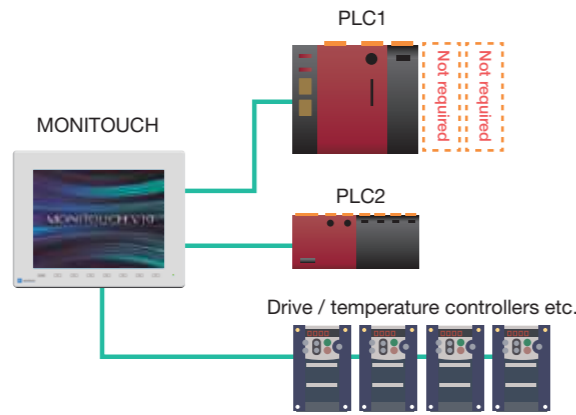 PLC1
Not required
Not required
MONITOUCH
MONITOUCH V10
PLC2
Drive / temperature controllers etc.